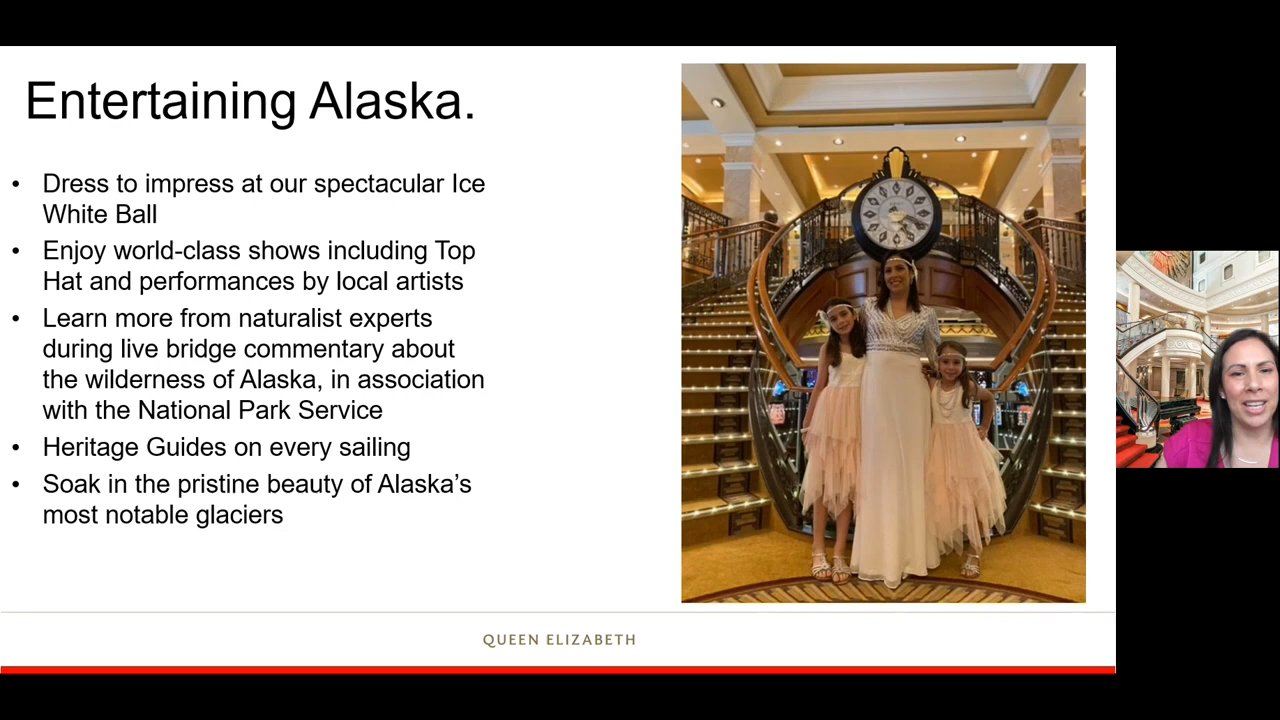 Entertaining Alaska.
• Dress to impress at our spectacular Ice
White Ball
• Enjoy world-class shows including Top
Hat and performances by local artists
• Learn more from naturalist experts
during live bridge commentary about
the wilderness of Alaska, in association
with the National Park Service
• Heritage Guides on every sailing
• Soak in the pristine beauty of Alaska’s
most notable glaciers
QUEEN ELIZABETH